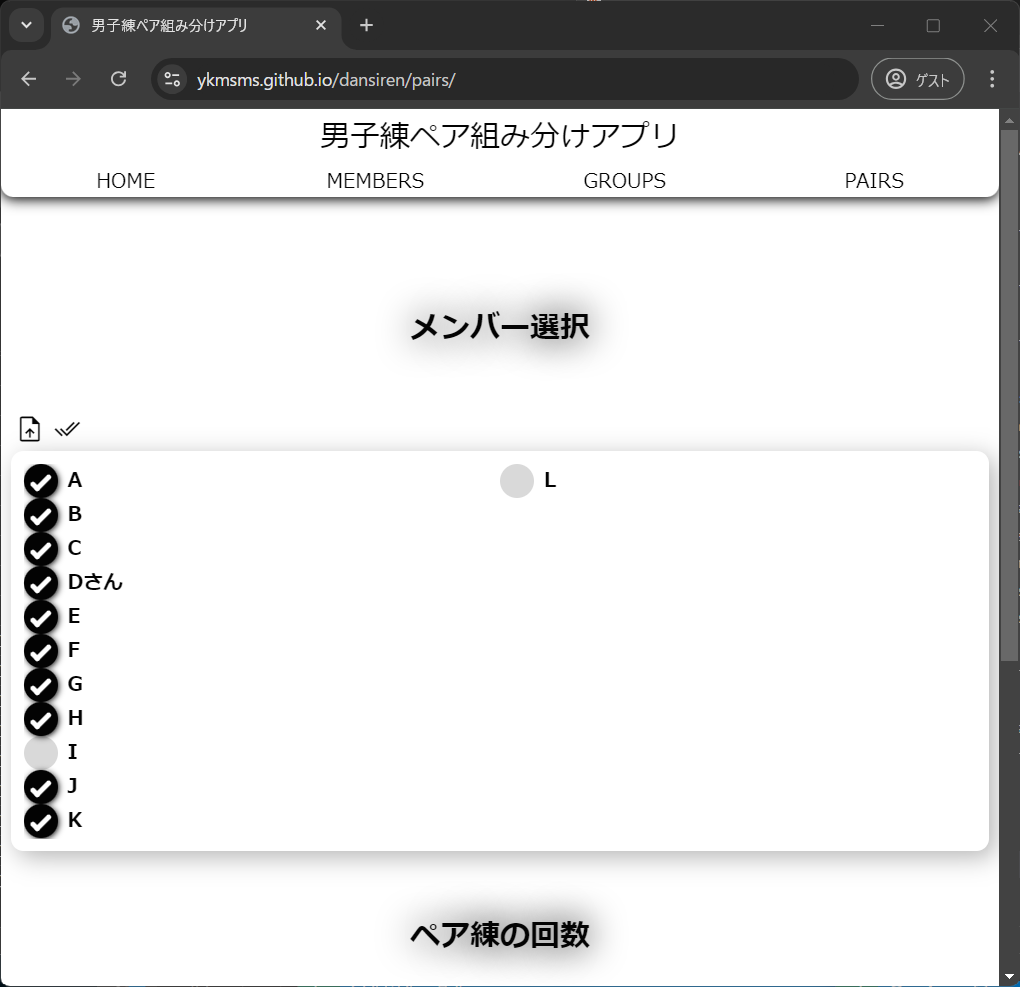 男子練ペア組み分けアプリ
ykmsms.github.io/dansiren/pairs/
ゲスト
男子練ペア組み分けアプリ
HOME MEMBERS GROUPS PAIRS
メンバー選択
A
B
C
Dさん
E
F
G
H
I
J
K
L
ペア練の回数